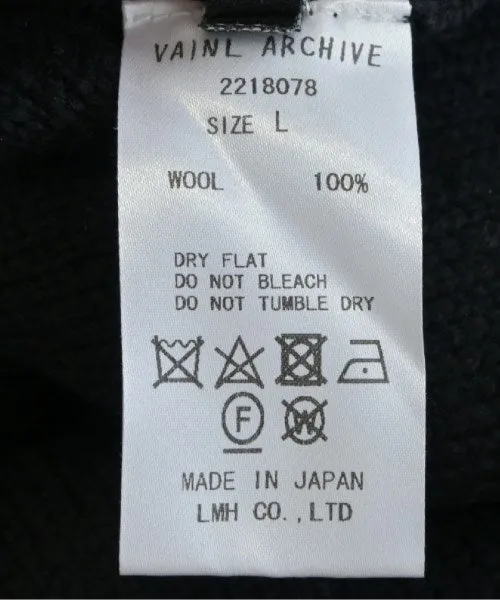 VAINL ARCHIVE
2218078
SIZE L
WOOL 100%
DRY FLAT
DO NOT BLEACH
DO NOT TUMBLE DRY
F W
MADE IN JAPAN
LMH CO.,LTD